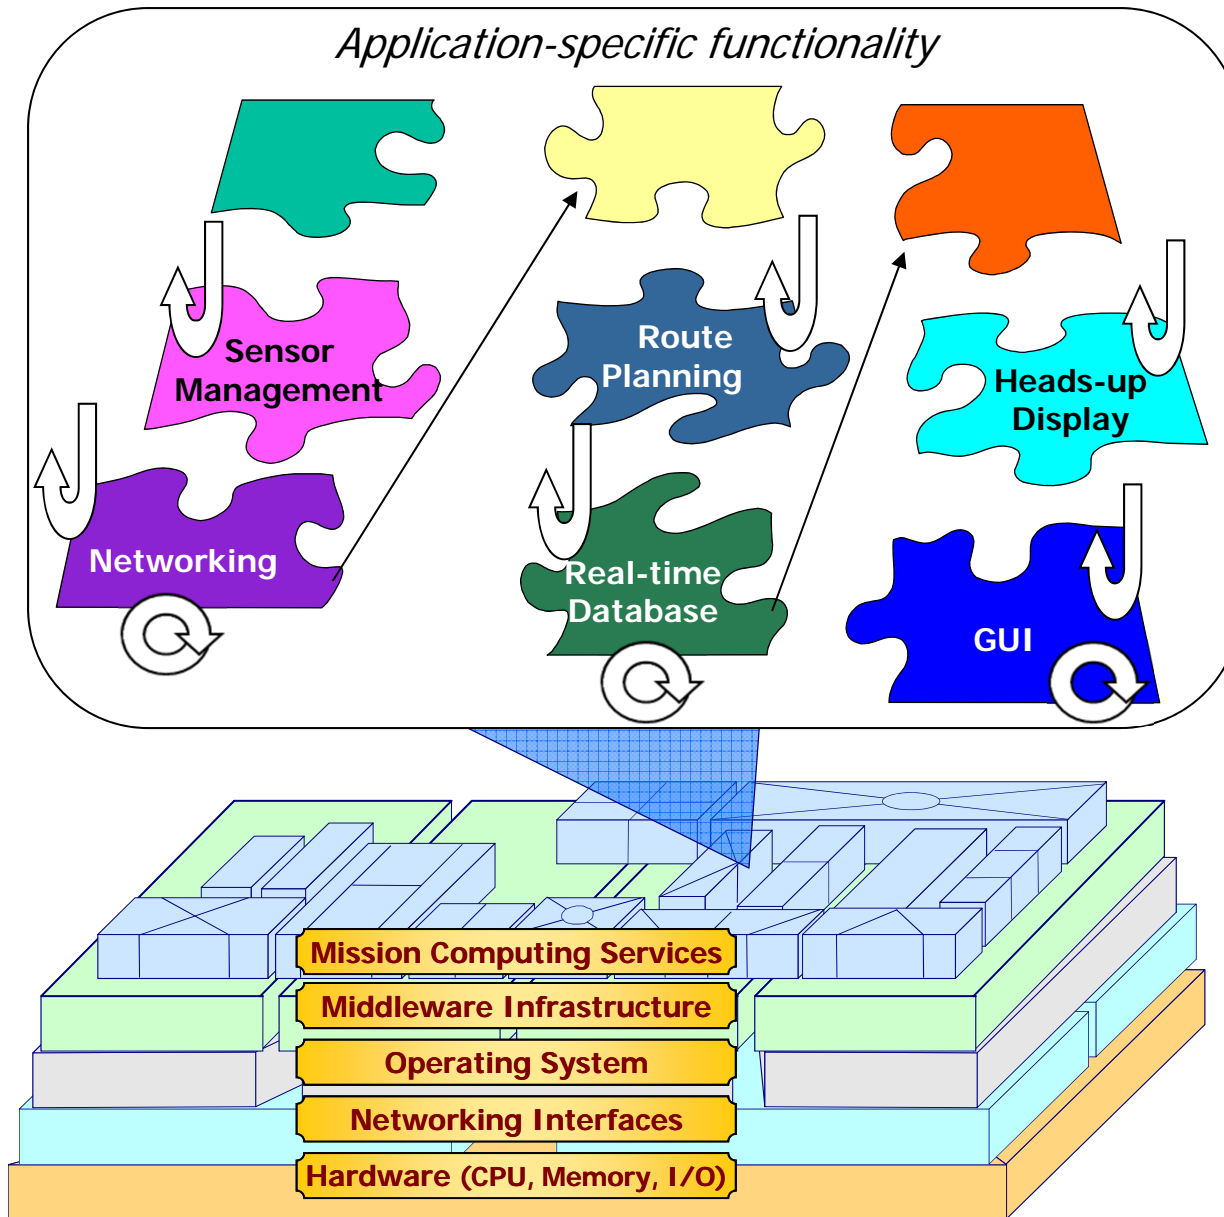 Application-specific functionality
Sensor
Management
Route
Planning
Heads-up
Display
Networking
Real-time
Database
GUI
Mission Computing Services
Middleware Infrastructure
Operating System
Networking Interfaces
Hardware (CPU, Memory, I/O)